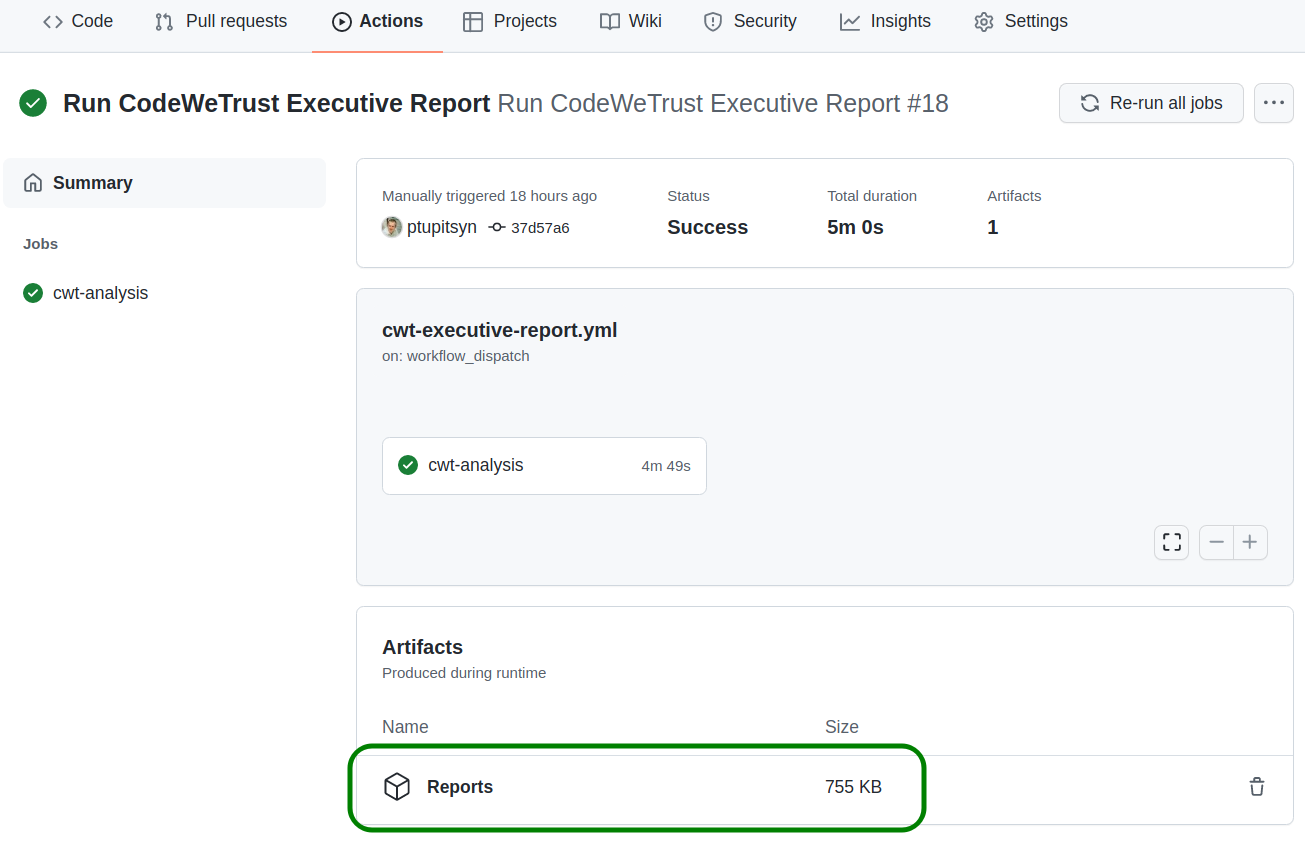 Code Pull requests Actions Projects Wiki Security Insights Settings
Run CodeWeTrust Executive Report Run CodeWeTrust Executive Report #18
Re-run all jobs
Summary
Jobs
cwt-analysis
Manually triggered 18 hours ago Status Total duration Artifacts
ptupitsyn 37d57a6 Success 5m 0s 1
cwt-executive-report.yml
on: workflow_dispatch
cwt-analysis 4m 49s
Artifacts
Produced during runtime
Name Size
Reports 755 KB